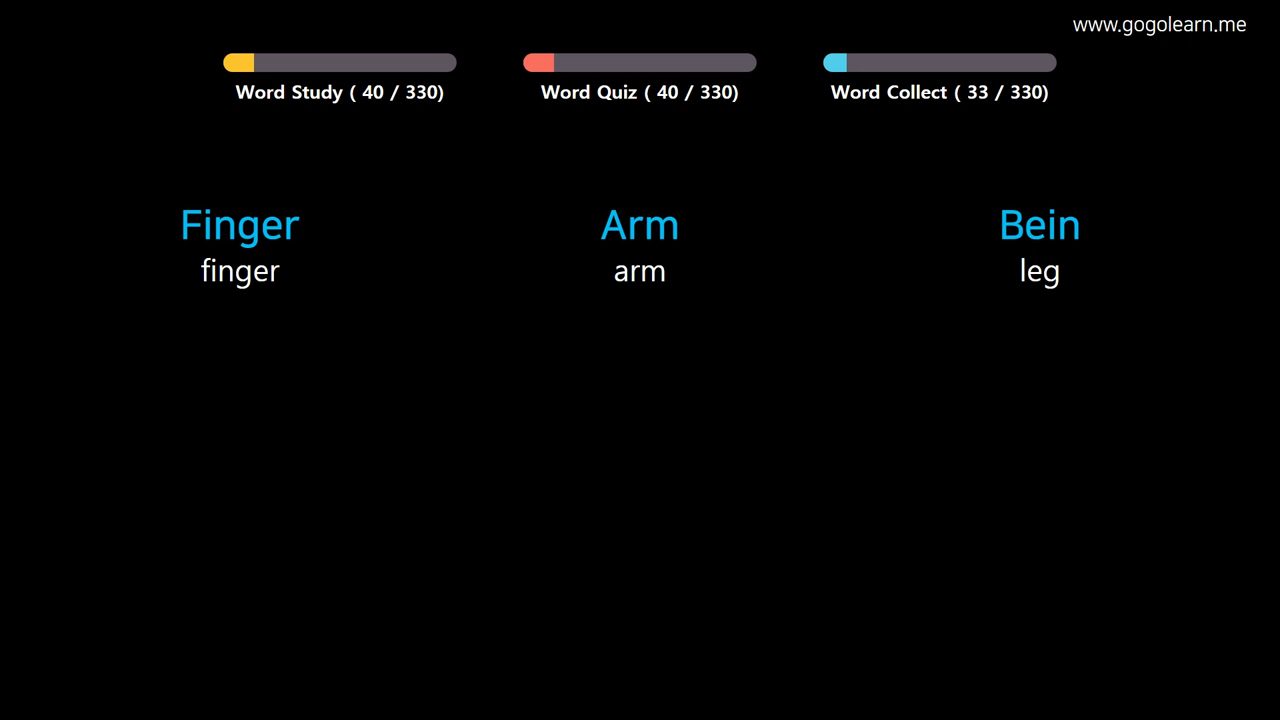 www.gogolearn.me
Word Study ( 40 / 330)
Word Quiz ( 40 / 330)
Word Collect ( 33 / 330)
Finger
finger
Arm
arm
Bein
leg